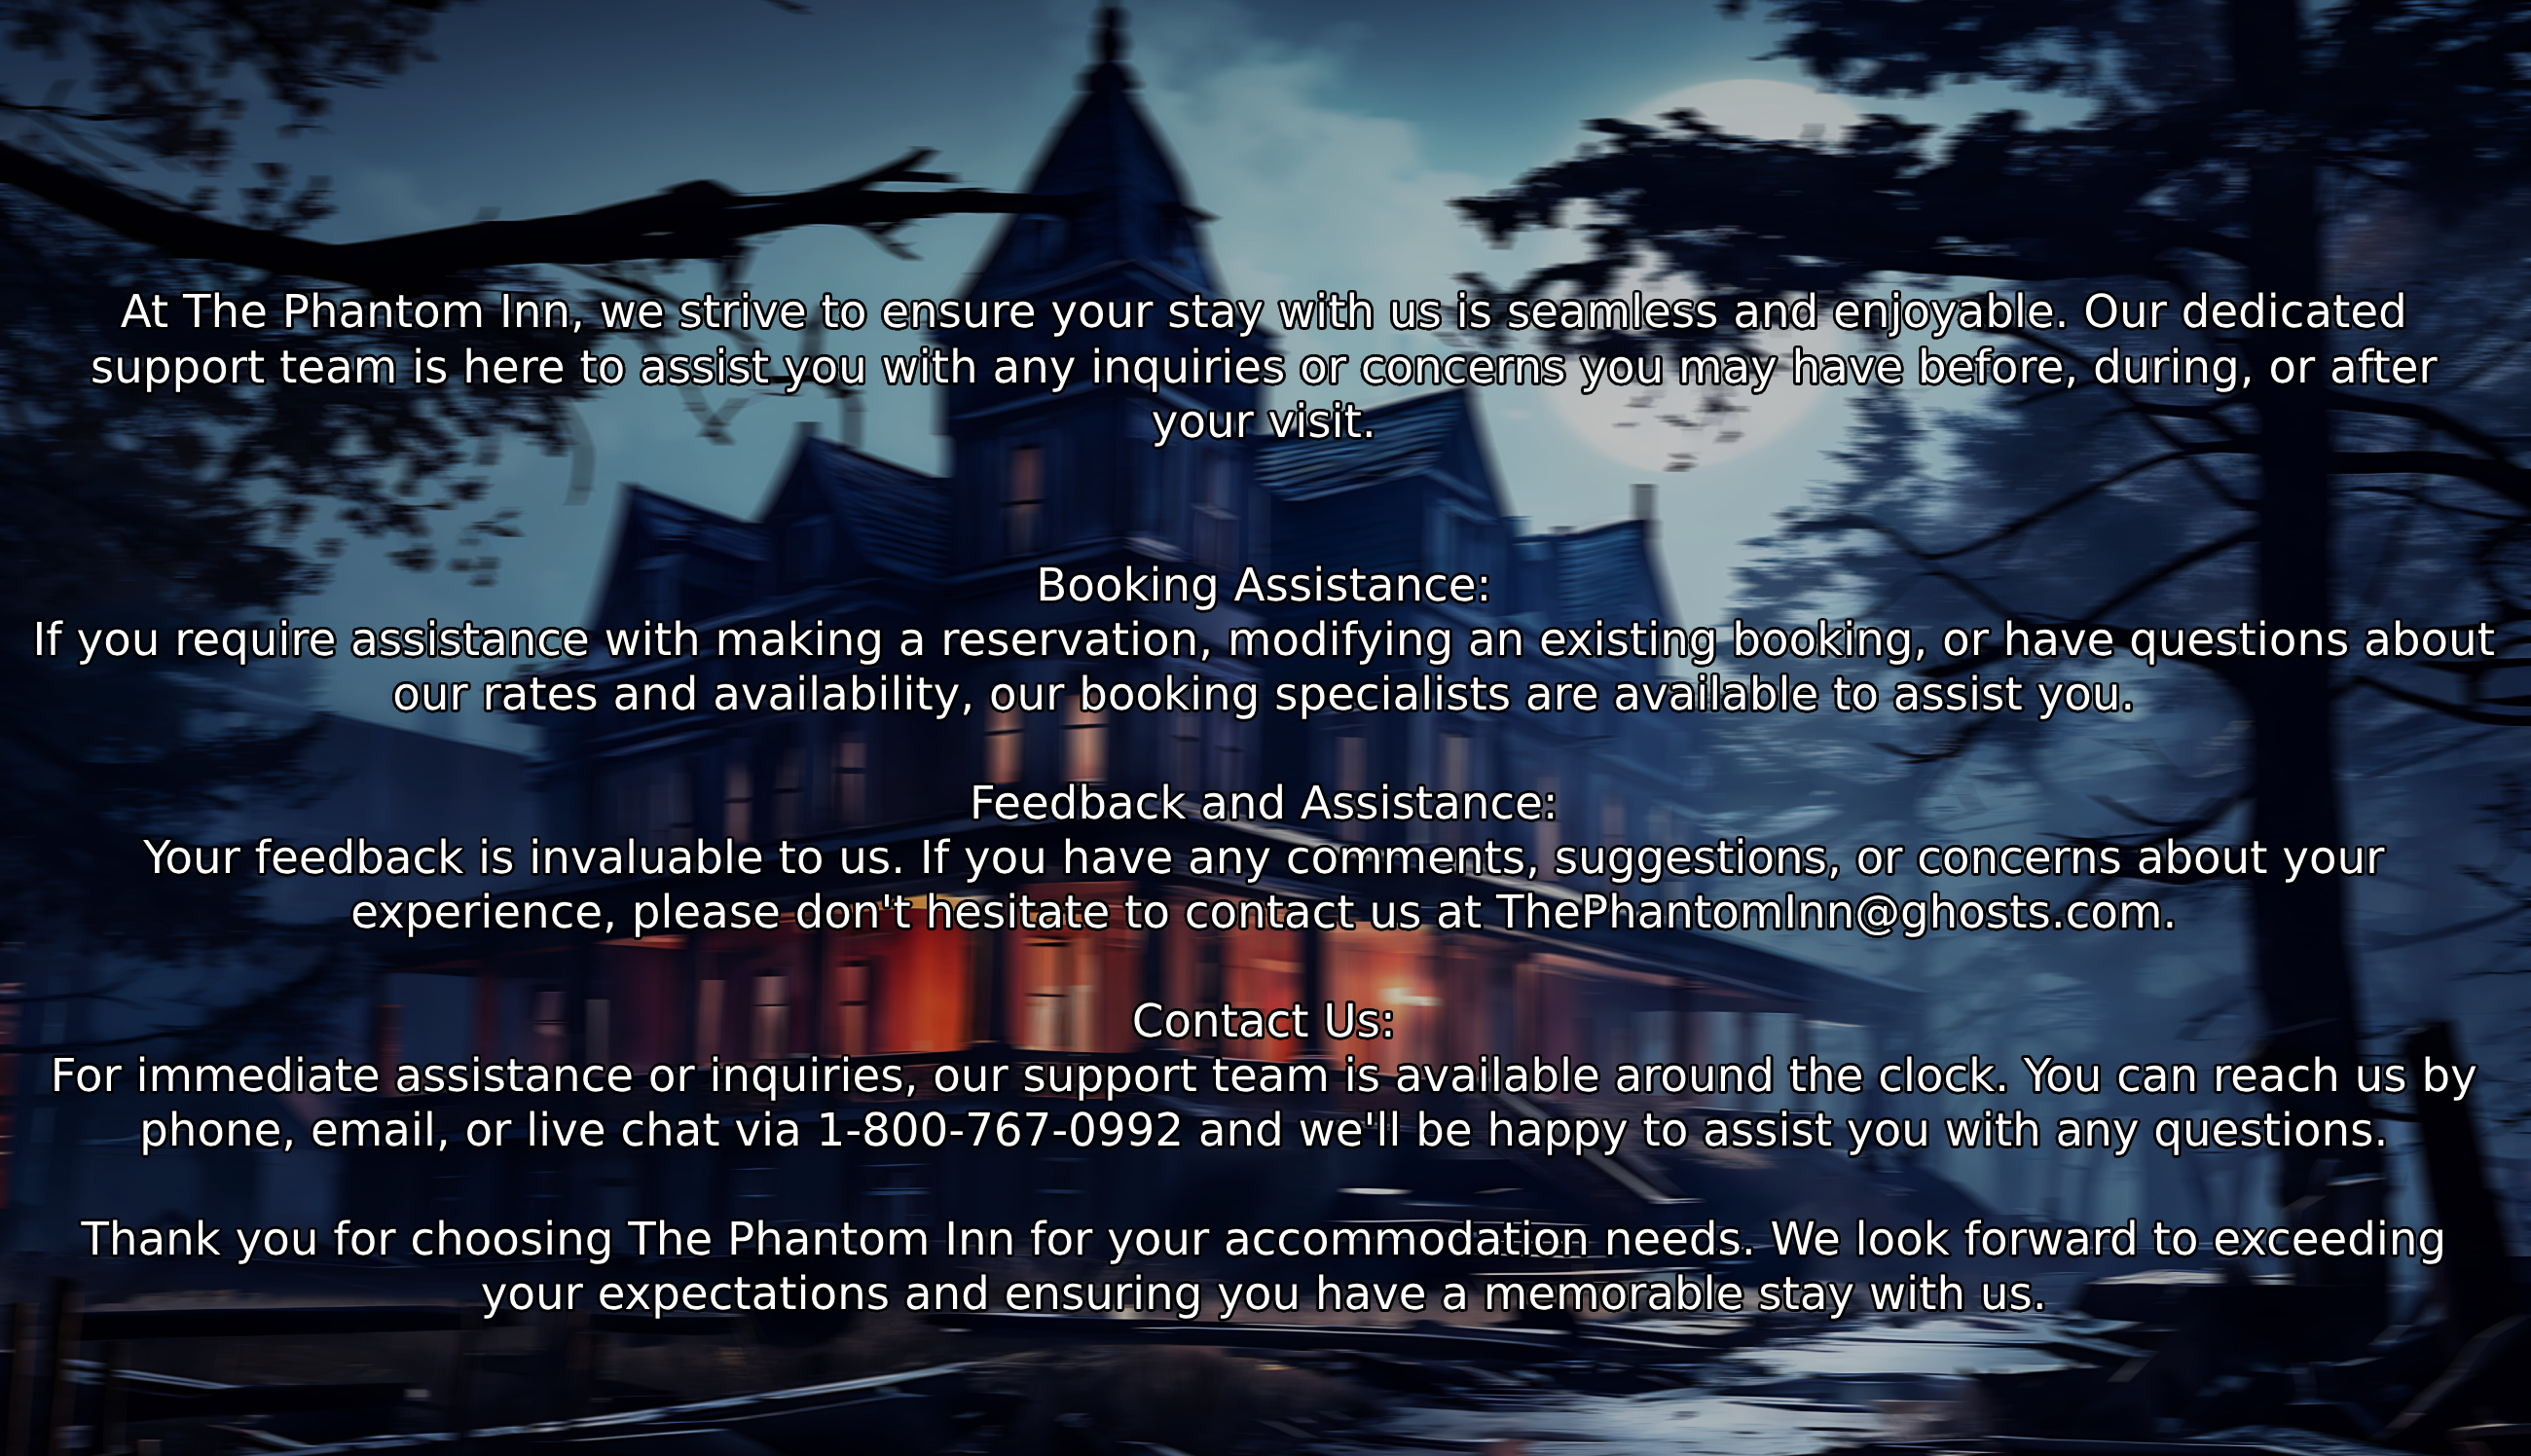 At The Phantom Inn, we strive to ensure your stay with us is seamless and enjoyable. Our dedicated
support team is here to assist you with any inquiries or concerns you may have before, during, or after
your visit.
Booking Assistance:
If you require assistance with making a reservation, modifying an existing booking, or have questions about
our rates and availability, our booking specialists are available to assist you.
Feedback and Assistance:
Your feedback is invaluable to us. If you have any comments, suggestions, or concerns about your
experience, please don't hesitate to contact us at ThePhantomInn@ghosts.com.
Contact Us:
For immediate assistance or inquiries, our support team is available around the clock. You can reach us by
phone, email, or live chat via 1-800-767-0992 and we'll be happy to assist you with any questions.
Thank you for choosing The Phantom Inn for your accommodation needs. We look forward to exceeding
your expectations and ensuring you have a memorable stay with us.